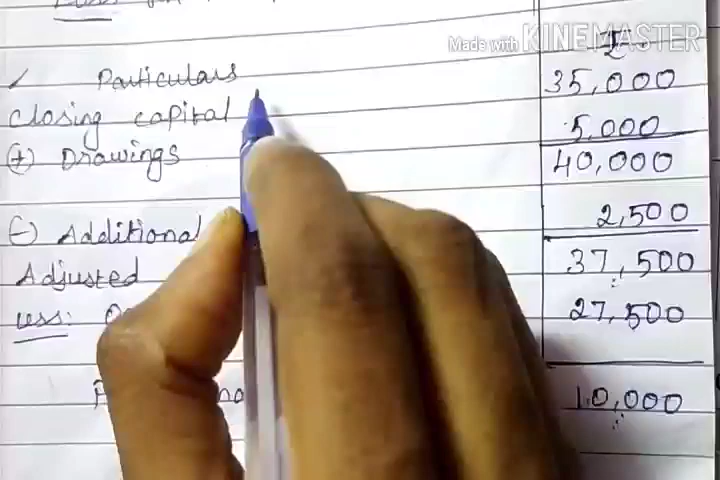 Made with KINEMASTER
Particulars ₹
Closing capital 35,000
(+) Drawings 5,000
40,000
(-) Additional 2,500
Adjusted 37,500
Less: 27,500
10,000